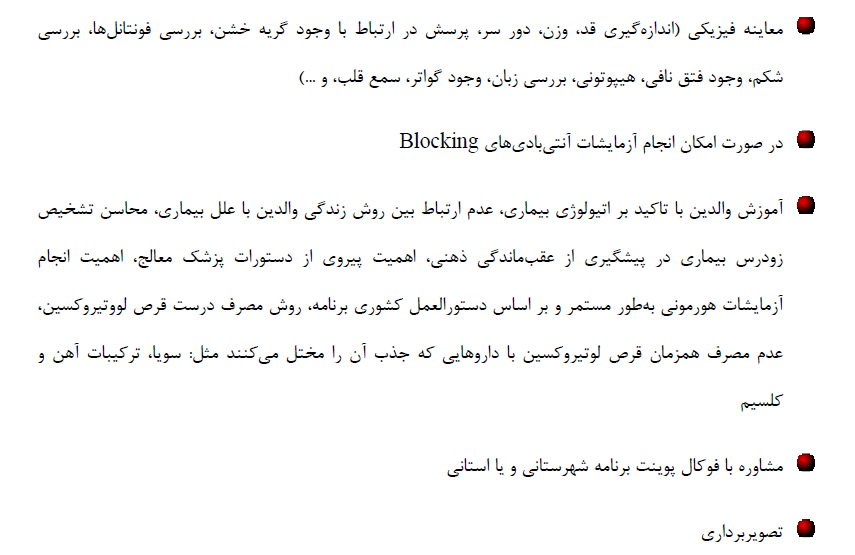 معاینه فیزیکی (اندازه‌گیری قد، وزن، دور سر، پرسش در ارتباط با وجود گریه خشن، بررسی فونتانل‌ها، بررسی
شکم، وجود فتق نافی، هیپوتونی، بررسی زبان، وجود گواتر، سمع قلب، و ...)
در صورت امکان انجام آزمایشات آنتی‌بادی‌های Blocking
آموزش والدین با تاکید بر اتیولوژی بیماری، عدم ارتباط بین روش زندگی والدین با علل بیماری، محاسن تشخیص
زودرس بیماری در پیشگیری از عقب‌ماندگی ذهنی، اهمیت پیروی از دستورات پزشک معالج، اهمیت انجام
آزمایشات هورمونی به‌طور مستمر و بر اساس دستورالعمل کشوری برنامه، روش مصرف درست قرص لووتیروکسین،
عدم مصرف همزمان قرص لوتیروکسین با داروهایی که جذب آن را مختل می‌کنند مثل: سویا، ترکیبات آهن و
کلسیم
مشاوره با فوکال پوینت برنامه شهرستانی و یا استانی
تصویربرداری